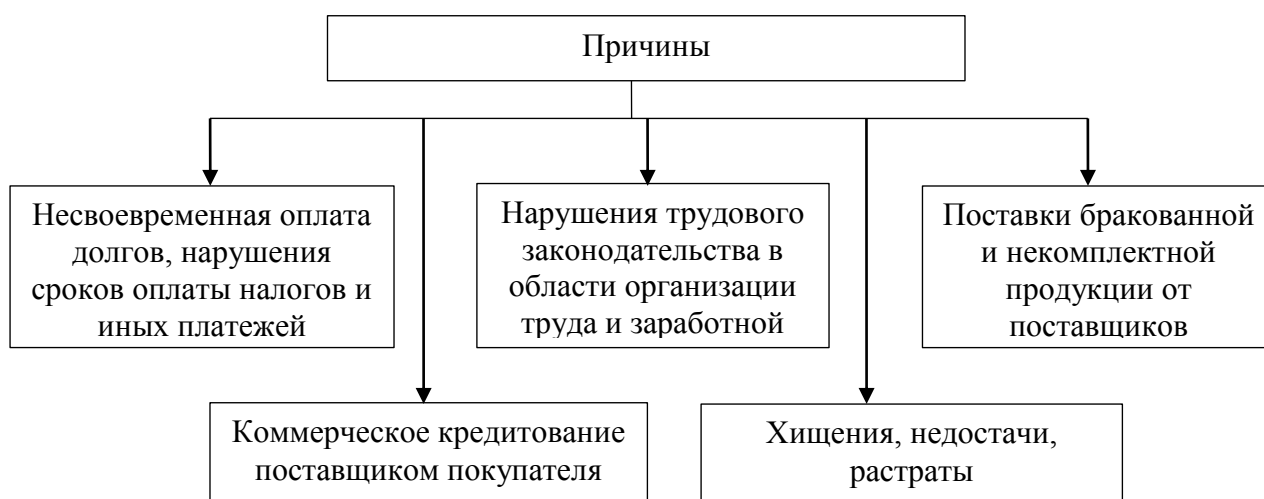 Причины
Несвоевременная оплата
долгов, нарушения
сроков оплаты налогов и
иных платежей
Нарушения трудового
законодательства в
области организации
труда и заработной
Поставки бракованной
и некомплектной
продукции от
поставщиков
Коммерческое кредитование
поставщиком покупателя
Хищения, недостачи,
растраты